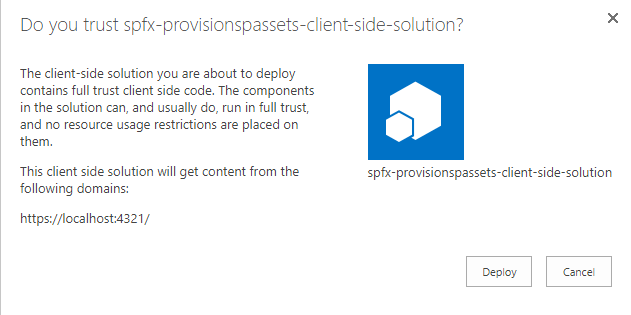 Do you trust spfx-provisionspassets-client-side-solution?
The client-side solution you are about to deploy
contains full trust client side code. The components
in the solution can, and usually do, run in full trust,
and no resource usage restrictions are placed on
them.
This client side solution will get content from the
following domains:
https://localhost:4321/
spfx-provisionspassets-client-side-solution
Deploy
Cancel